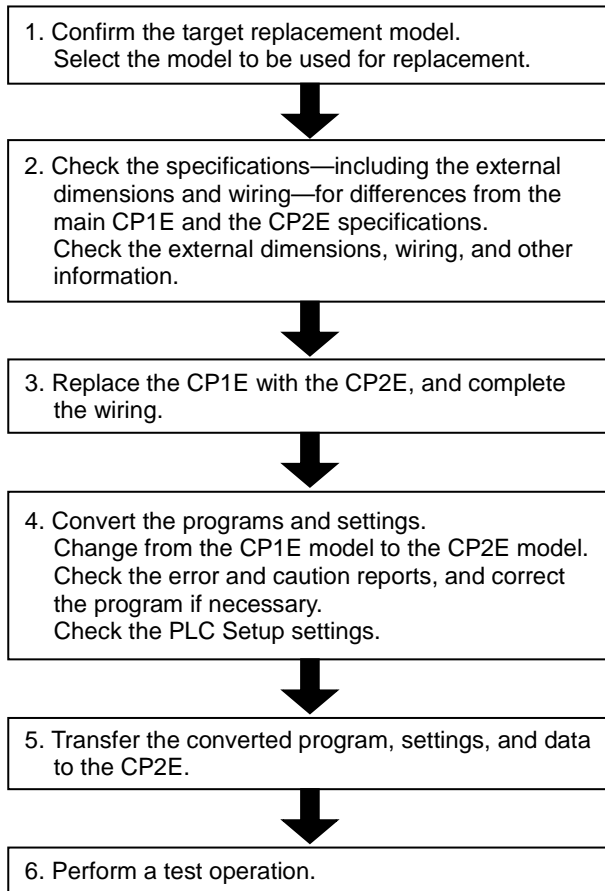 1. Confirm the target replacement model.
Select the model to be used for replacement.
2. Check the specifications—including the external
dimensions and wiring—for differences from the
main CP1E and the CP2E specifications.
Check the external dimensions, wiring, and other
information.
3. Replace the CP1E with the CP2E, and complete
the wiring.
4. Convert the programs and settings.
Change from the CP1E model to the CP2E model.
Check the error and caution reports, and correct
the program if necessary.
Check the PLC Setup settings.
5. Transfer the converted program, settings, and data
to the CP2E.
6. Perform a test operation.